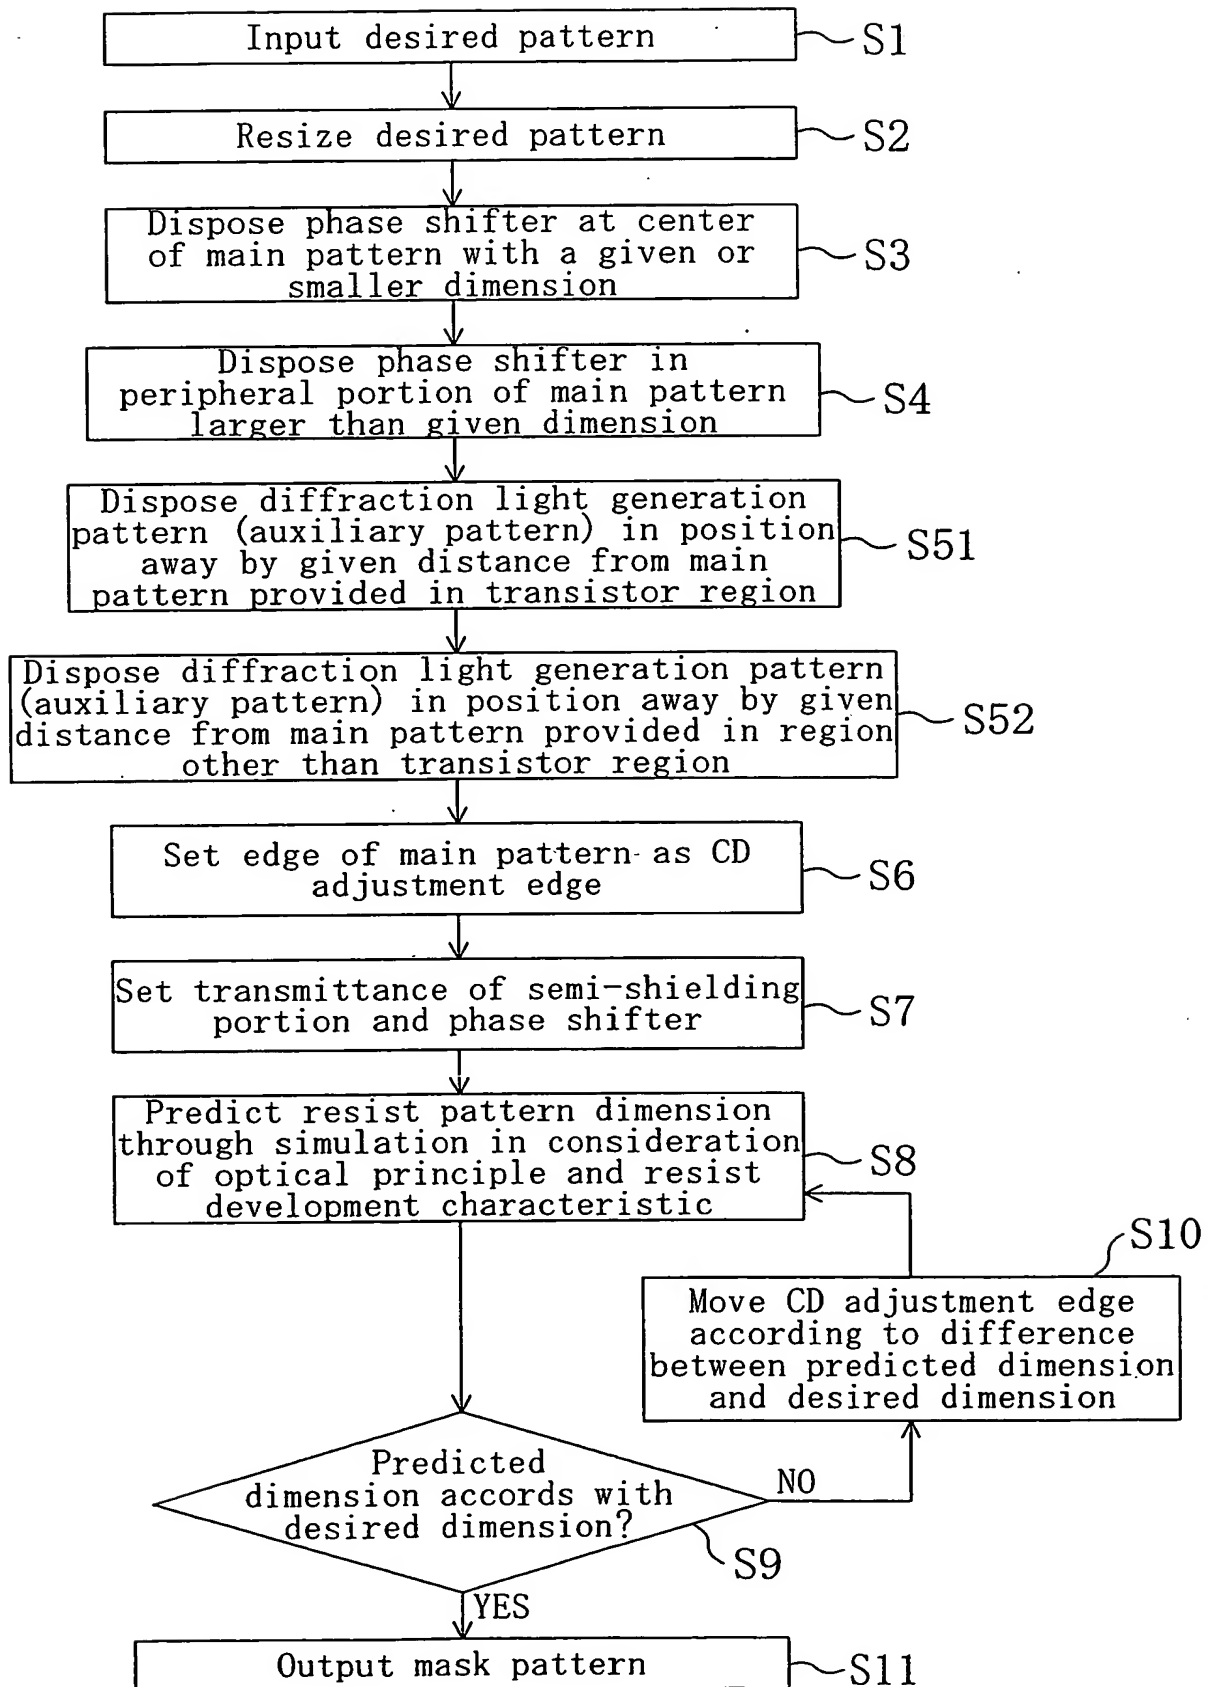 Input desired pattern
S1
Resize desired pattern
S2
Dispose phase shifter at center
of main pattern with a given or
smaller dimension
S3
Dispose phase shifter in
peripheral portion of main pattern
larger than given dimension
S4
Dispose diffraction light generation
pattern (auxiliary pattern) in position
away by given distance from main
pattern provided in transistor region
S51
Dispose diffraction light generation pattern
(auxiliary pattern) in position away by given
distance from main pattern provided in region
other than transistor region
S52
Set edge of main pattern as CD
adjustment edge
S6
Set transmittance of semi-shielding
portion and phase shifter
S7
Predict resist pattern dimension
through simulation in consideration
of optical principle and resist
development characteristic
S8
S10
Move CD adjustment edge
according to difference
between predicted dimension
and desired dimension
Predicted
dimension accords with
desired dimension?
NO
S9
YES
Output mask pattern
S11